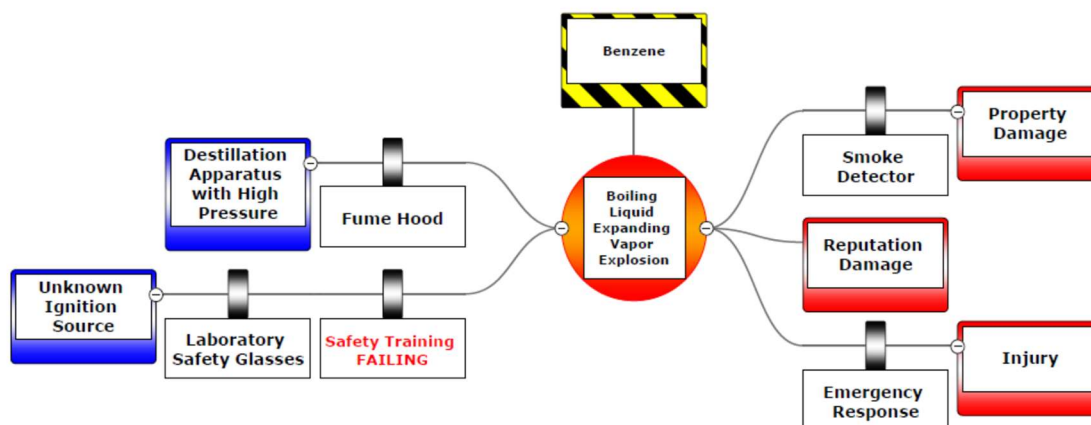 Benzene
Destillation
Apparatus
with High
Pressure
Fume Hood
Unknown
Ignition
Source
Laboratory
Safety Glasses
Safety Training
FAILING
Boiling
Liquid
Expanding
Vapor
Explosion
Smoke
Detector
Property
Damage
Reputation
Damage
Emergency
Response
Injury